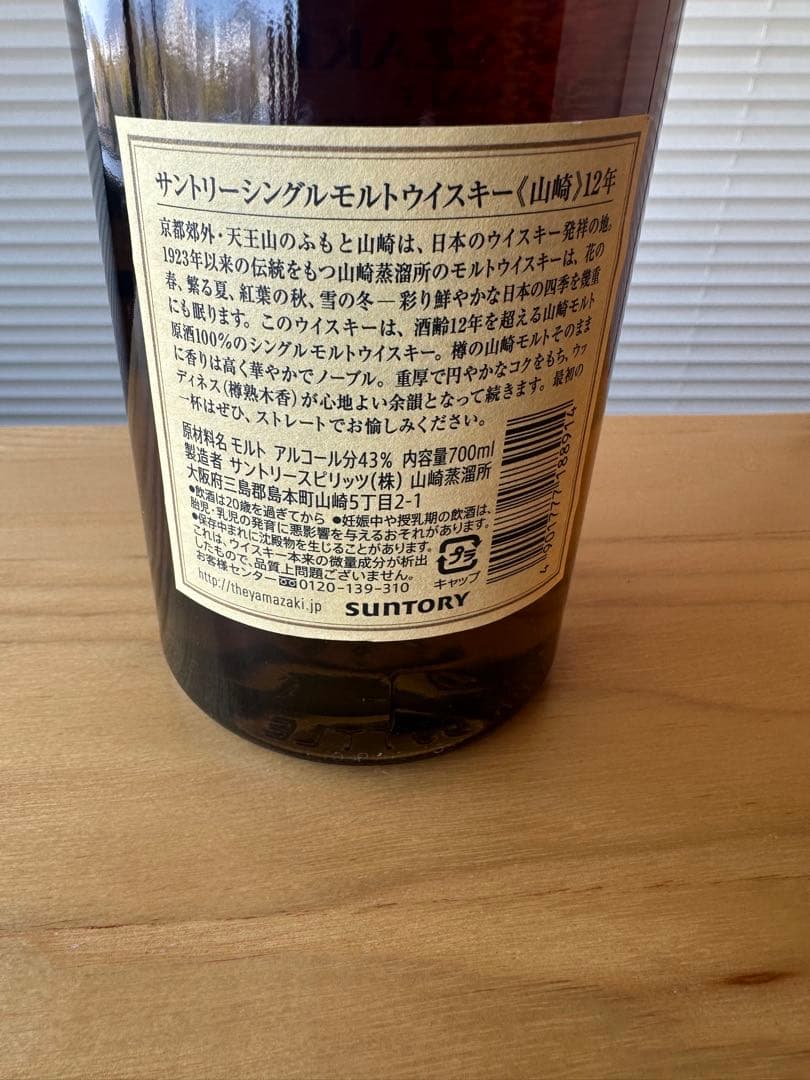 サントリーシングルモルトウイスキー《山崎》12年
京都郊外・天王山のふもと山崎は、日本のウイスキー発祥の地。
1923年以来の伝統をもつ山崎蒸溜所のモルトウイスキーは、花の
春、繁る夏、紅葉の秋、雪の冬―彩り鮮やかな日本の四季を幾重
にも眠ります。このウイスキーは、酒齢12年を超える山崎モルト
原酒100%のシングルモルトウイスキー。樽の山崎モルトそのまま
に香りは高く華やかでノーブル。重厚で円やかなコクをもち、ウッ
ディネス(樽熟木香)が心地よい余韻となって続きます。最初の
一杯はぜひ、ストレートでお愉しみください。
原材料名 モルト アルコール分43% 内容量700ml
製造者 サントリースピリッツ(株) 山崎蒸溜所
大阪府三島郡島本町山崎5丁目2-1
●飲酒は20歳を過ぎてから ●妊娠中や授乳期の飲酒は、
胎児・乳児の発育に悪影響を与えるおそれがあります。
●保存中まれに沈殿物を生じることがあります。
これは、ウイスキー本来の微量成分が析出
したもので、品質上問題ございません。
お客様センター 0120-139-310
http://theyamazaki.jp
SUNTORY
プラ
キャップ
4901777188914